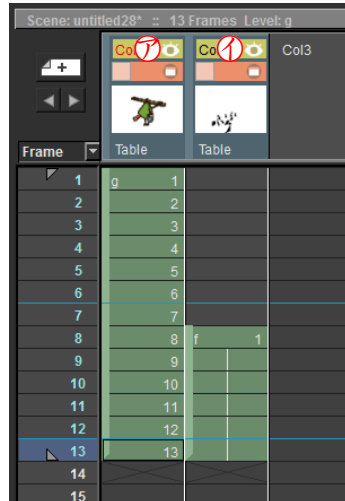 Scene: untitled28* :: 13 Frames Level: g
Col ア Col イ Col3
+
Frame Table Table
1 g 1
2 2
3 3
4 4
5 5
6 6
7 7
8 8 f 1
9 9
10 10
11 11
12 12
13 13
14
15